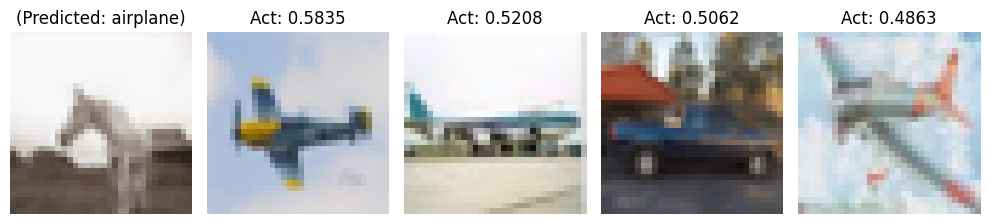 (Predicted: airplane)
Act: 0.5835
Act: 0.5208
Act: 0.5062
Act: 0.4863